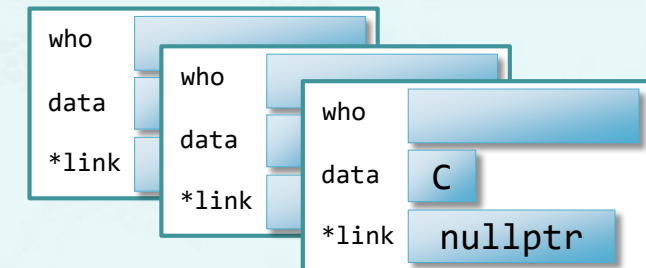 who
data
*link
who
data
*link
who
data C
*link nullptr